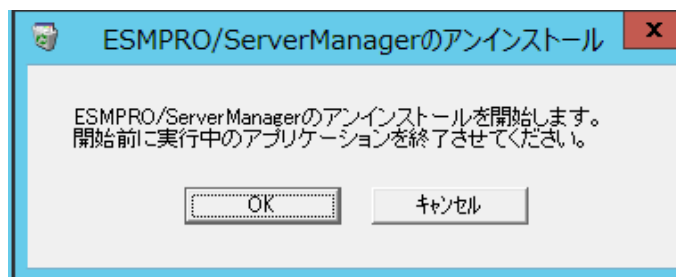 ESMPRO/ServerManagerのアンインストール
x
ESMPRO/ServerManagerのアンインストールを開始します。
開始前に実行中のアプリケーションを終了させてください。
OK
キャンセル